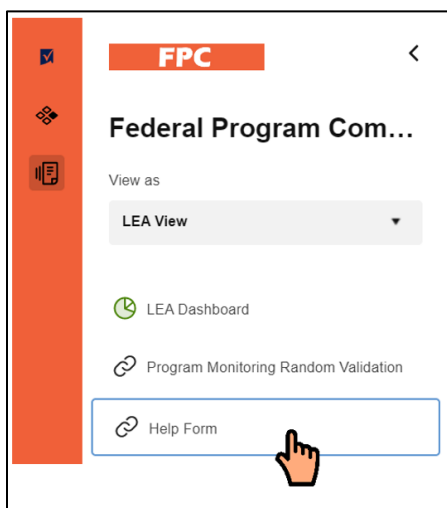 FPC
Federal Program Com...
View as
LEA View
LEA Dashboard
Program Monitoring Random Validation
Help Form